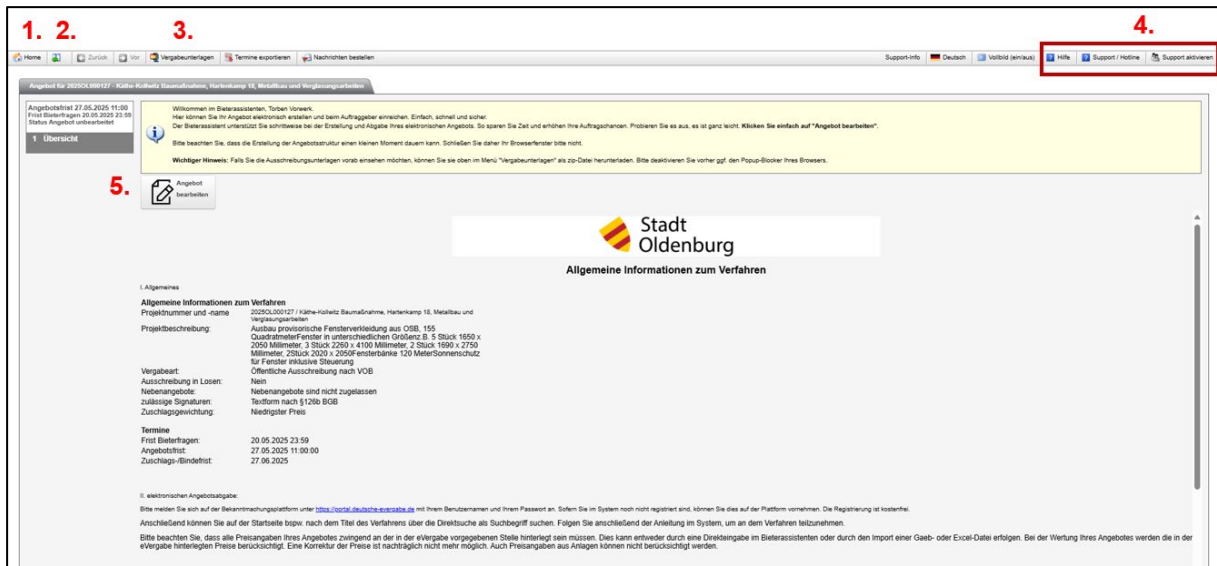 1. 2. 3. 4.
Home Zurück Vor Vergabeunterlagen Termine exportieren Nachrichten bestellen Support-Info Deutsch Vollbild (ein/aus) Hilfe Support / Hotline Support aktivieren
Angebot für 2025OL000127 - Käthe-Kollwitz Baumaßnahme, Hartenkamp 18, Metallbau und Verglasungsarbeiten
Angebotsfrist 27.05.2025 11:00
Frist Bieterfragen 20.05.2025 23:59
Status Angebot unbearbeitet
1 Übersicht
Willkommen im Bieterassistenten, Torben Vorwerk.
Hier können Sie Ihr Angebot elektronisch erstellen und beim Auftraggeber einreichen. Einfach, schnell und sicher.
Der Bieterassistent unterstützt Sie schrittweise bei der Erstellung und Abgabe Ihres elektronischen Angebots. So sparen Sie Zeit und erhöhen Ihre Auftragschancen. Probieren Sie es aus, es ist ganz leicht. Klicken Sie einfach auf "Angebot bearbeiten".
Bitte beachten Sie, dass die Erstellung der Angebotsstruktur einen kleinen Moment dauern kann. Schließen Sie daher Ihr Browserfenster bitte nicht.
Wichtiger Hinweis: Falls Sie die Ausschreibungsunterlagen vorab einsehen möchten, können Sie sie oben im Menü "Vergabeunterlagen" als zip-Datei herunterladen. Bitte deaktivieren Sie vorher ggf. den Popup-Blocker Ihres Browsers.
5.
Angebot
bearbeiten
Stadt
Oldenburg
Allgemeine Informationen zum Verfahren
I. Allgemeines
Allgemeine Informationen zum Verfahren
Projektnummer und -name 2025OL000127 / Käthe-Kollwitz Baumaßnahme, Hartenkamp 18, Metallbau und
Verglasungsarbeiten
Projektbeschreibung: Ausbau provisorische Fensterverkleidung aus OSB, 155
QuadratmeterFenster in unterschiedlichen Größenz.B. 5 Stück 1650 x
2050 Millimeter, 3 Stück 2260 x 4100 Millimeter, 2 Stück 1690 x 2750
Millimeter, 2Stück 2020 x 2050Fensterbänke 120 MeterSonnenschutz
für Fenster inklusive Steuerung
Vergabeart: Öffentliche Ausschreibung nach VOB
Ausschreibung in Losen: Nein
Nebenangebote: Nebenangebote sind nicht zugelassen
zulässige Signaturen: Textform nach §126b BGB
Zuschlagsgewichtung: Niedrigster Preis
Termine
Frist Bieterfragen: 20.05.2025 23:59
Angebotsfrist: 27.05.2025 11:00:00
Zuschlags-/Bindefrist: 27.06.2025
II. elektronischen Angebotsabgabe:
Bitte melden Sie sich auf der Bekanntmachungsplattform unter https://portal.deutsche-evergabe.de mit Ihrem Benutzernamen und Ihrem Passwort an. Sofern Sie im System noch nicht registriert sind, können Sie dies auf der Plattform vornehmen. Die Registrierung ist kostenfrei.
Anschließend können Sie auf der Startseite bspw. nach dem Titel des Verfahrens über die Direktsuche als Suchbegriff suchen. Folgen Sie anschließend der Anleitung im System, um an dem Verfahren teilzunehmen.
Bitte beachten Sie, dass alle Preisangaben Ihres Angebotes zwingend an der in der eVergabe vorgegebenen Stelle hinterlegt sein müssen. Dies kann entweder durch eine Direkteingabe im Bieterassistenten oder durch den Import einer Gaeb- oder Excel-Datei erfolgen. Bei der Wertung Ihres Angebotes werden die in der
eVergabe hinterlegten Preise berücksichtigt. Eine Korrektur der Preise ist nachträglich nicht mehr möglich. Auch Preisangaben aus Anlagen können nicht berücksichtigt werden.